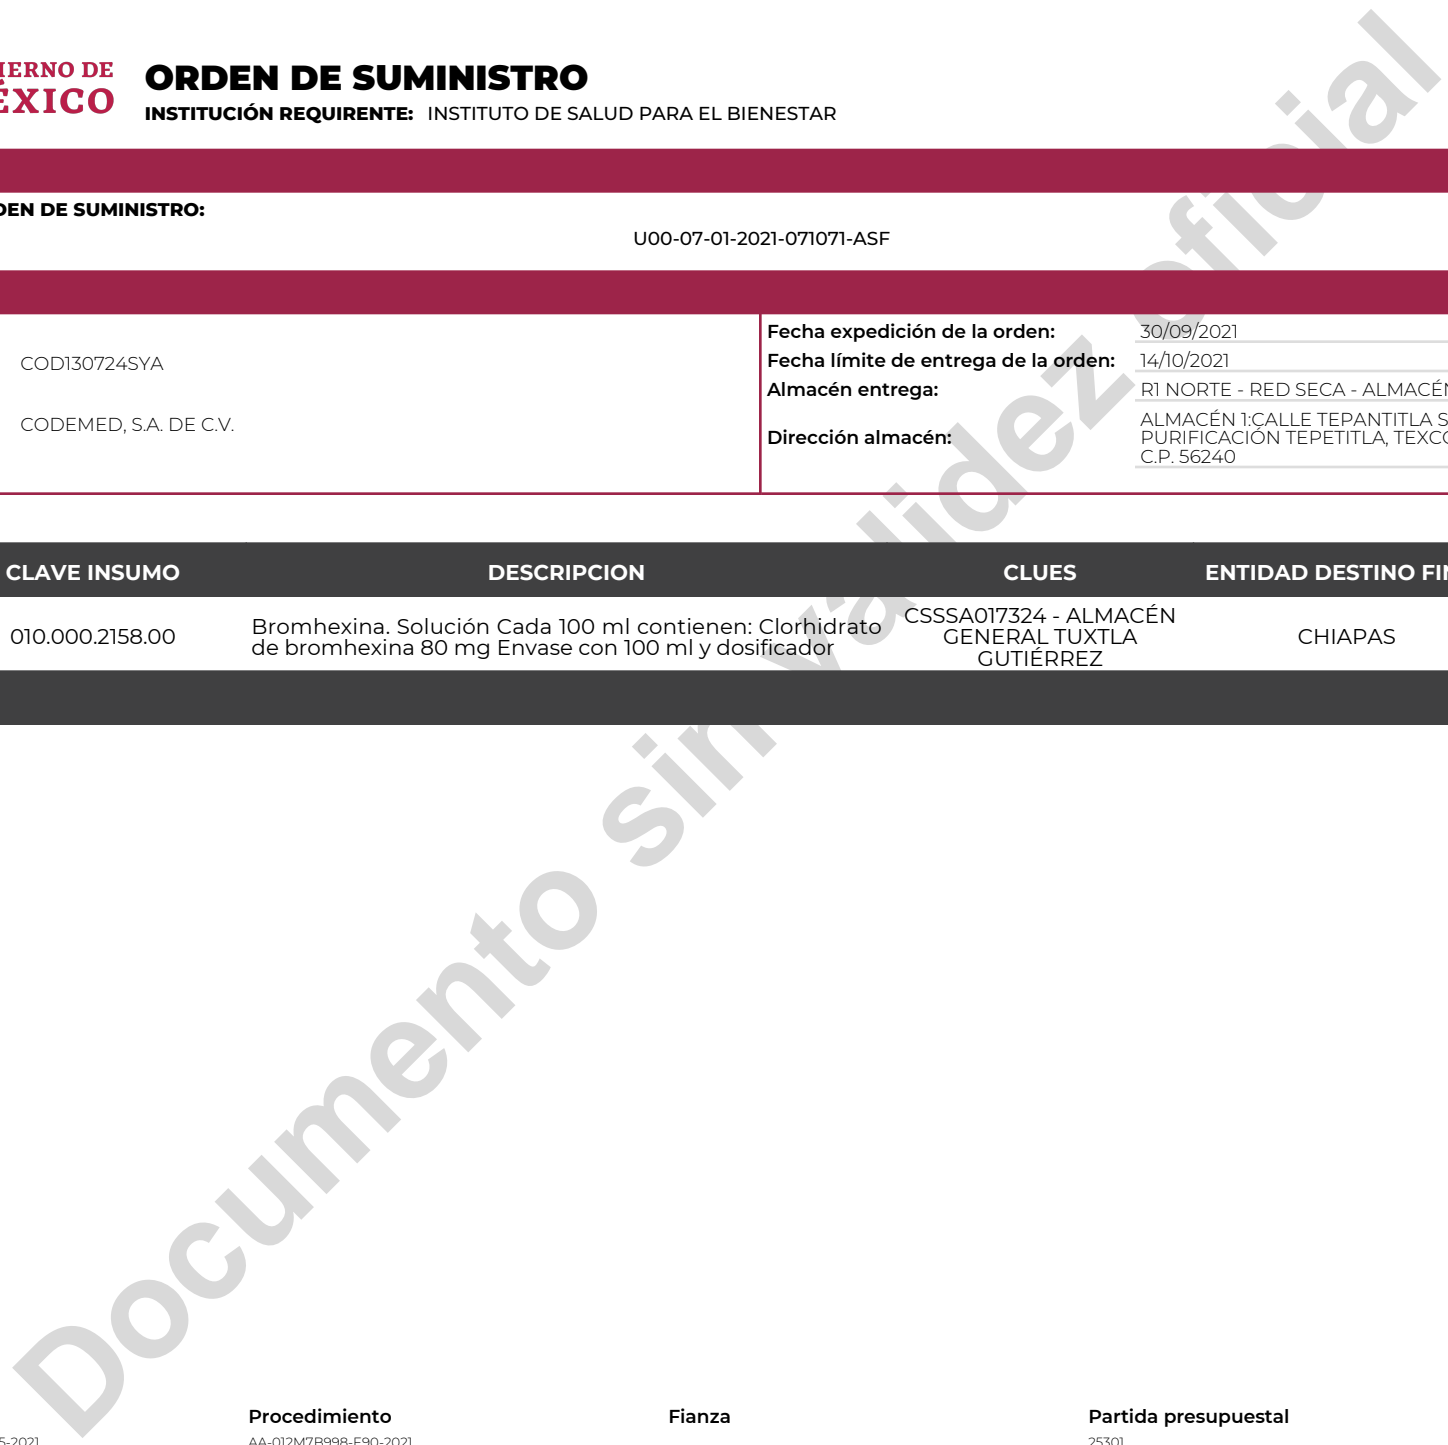 IERNO DE
ÉXICO
ORDEN DE SUMINISTRO
INSTITUCIÓN REQUIRENTE: INSTITUTO DE SALUD PARA EL BIENESTAR
DEN DE SUMINISTRO:
U00-07-01-2021-071071-ASF
COD130724SYA
CODEMED, S.A. DE C.V.
Fecha expedición de la orden: 30/09/2021
Fecha límite de entrega de la orden: 14/10/2021
Almacén entrega: R1 NORTE - RED SECA - ALMACÉN
Dirección almacén: ALMACÉN 1:CALLE TEPANTITLA S
PURIFICACIÓN TEPETITLA, TEXCO
C.P. 56240
CLAVE INSUMO DESCRIPCION CLUES ENTIDAD DESTINO FIN
010.000.2158.00
Bromhexina. Solución Cada 100 ml contienen: Clorhidrato
de bromhexina 80 mg Envase con 100 ml y dosificador
CSSSA017324 - ALMACÉN
GENERAL TUXTLA
GUTIÉRREZ
CHIAPAS
Documento sin validez oficial
Procedimiento Fianza Partida presupuestal
5-2021 AA-012M7B998-E90-2021 25301